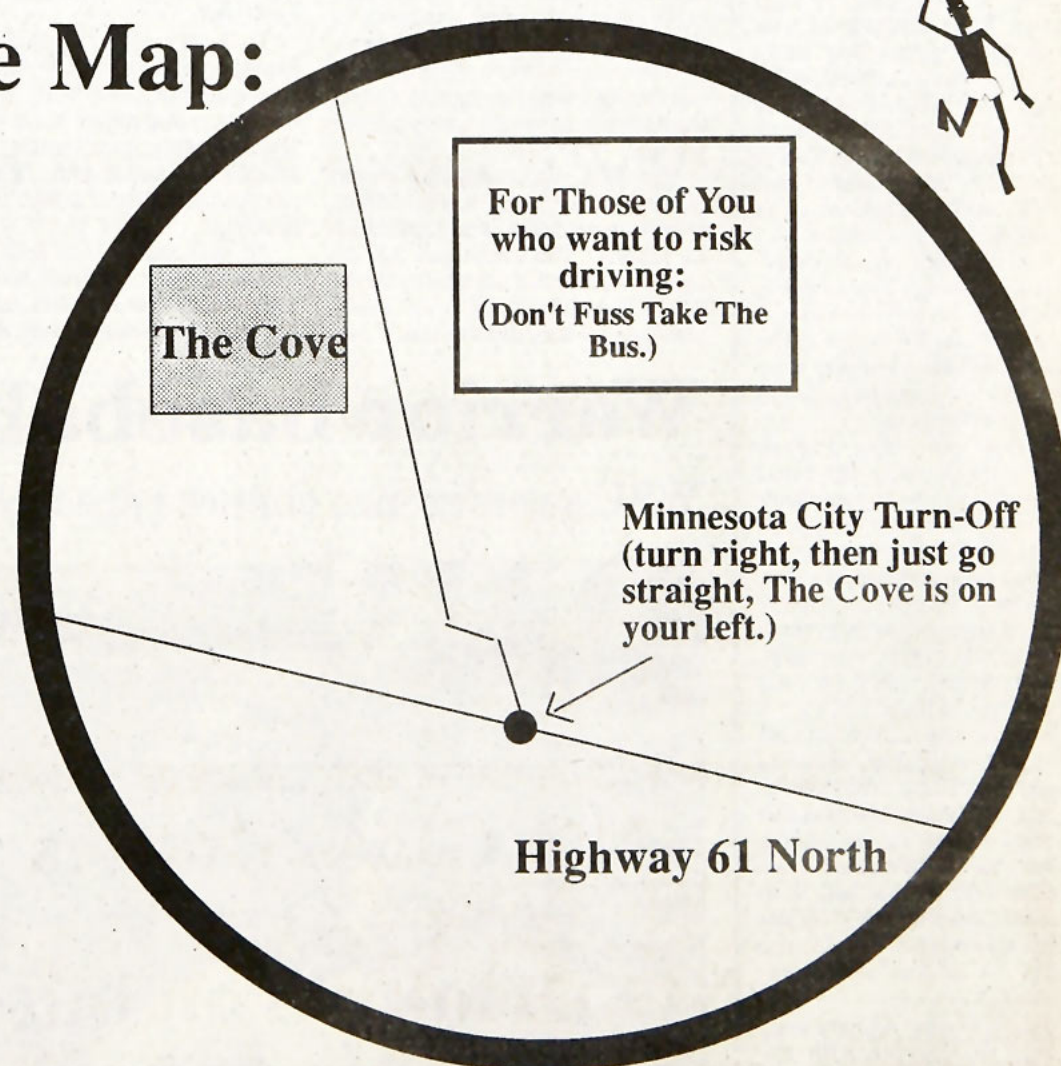 e Map:
For Those of You
who want to risk
driving:
(Don't Fuss Take The
Bus.)
The Cove
Minnesota City Turn-Off
(turn right, then just go
straight, The Cove is on
your left.)
Highway 61 North